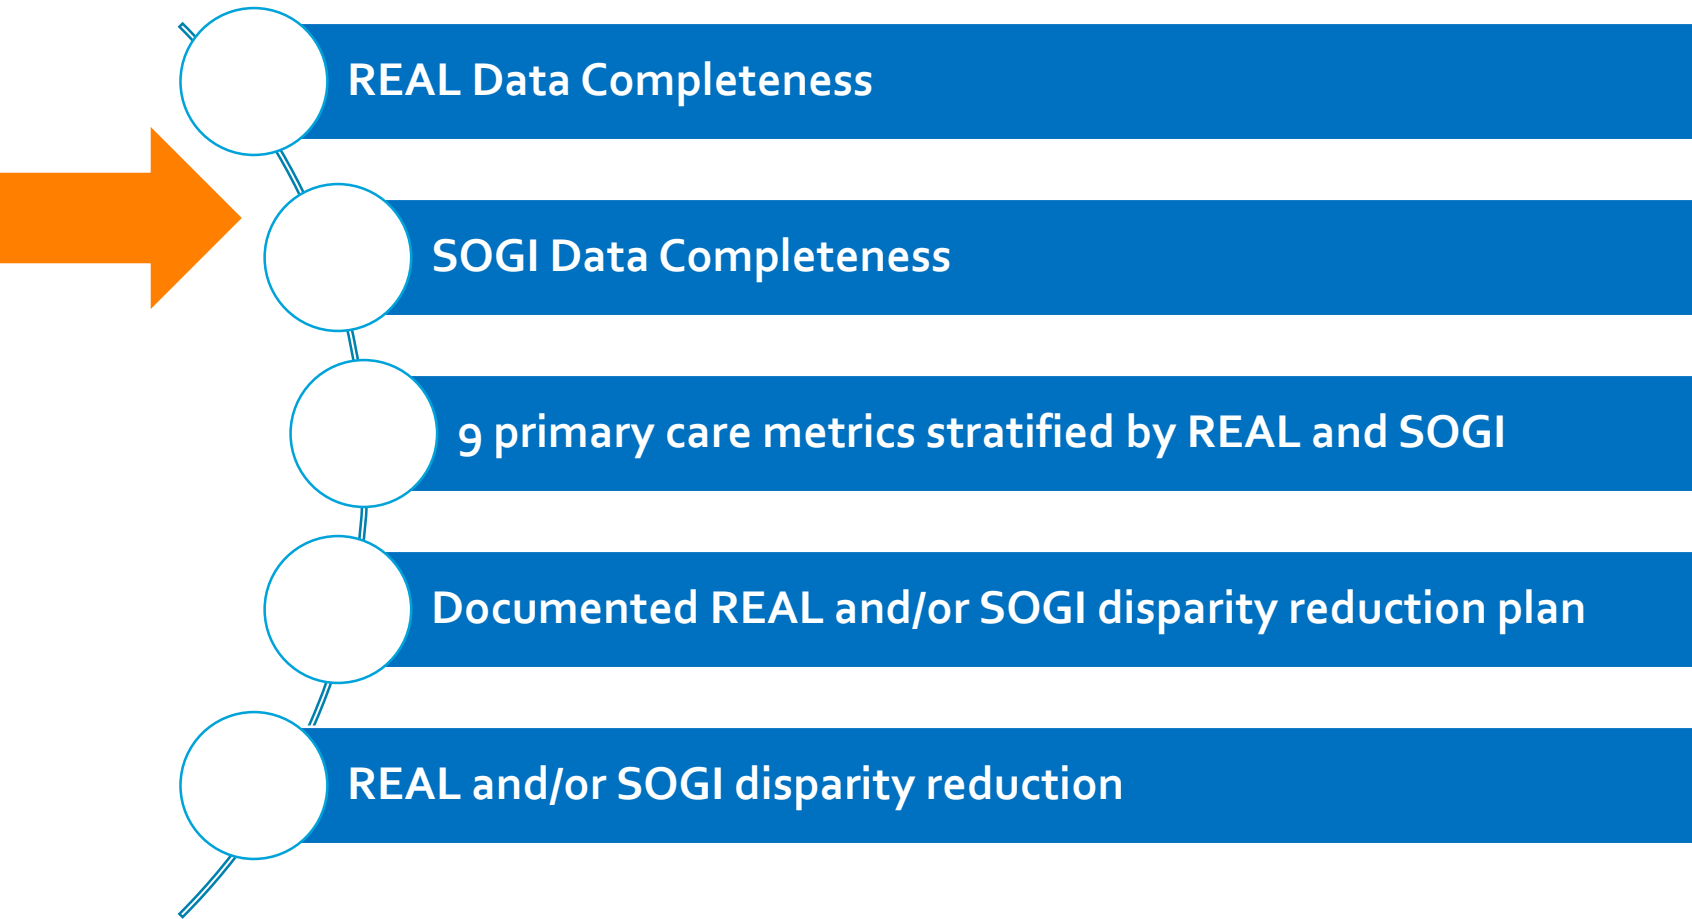 REAL Data Completeness
SOGI Data Completeness
9 primary care metrics stratified by REAL and SOGI
Documented REAL and/or SOGI disparity reduction plan
REAL and/or SOGI disparity reduction